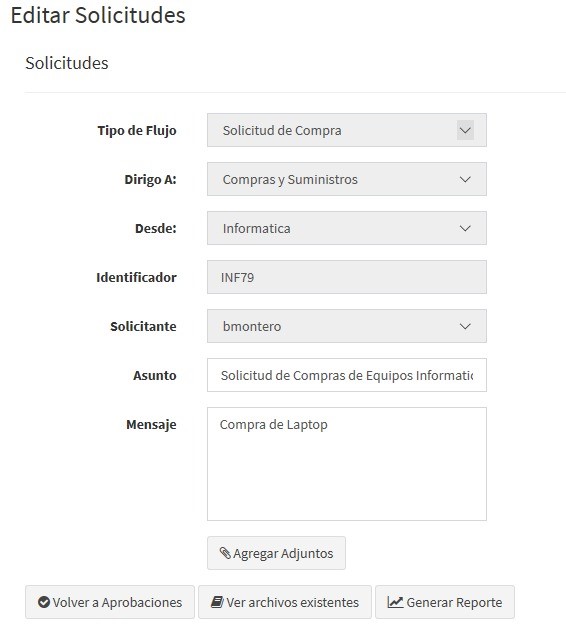 Editar Solicitudes
Solicitudes
Tipo de Flujo Solicitud de Compra
Dirigo A: Compras y Suministros
Desde: Informatica
Identificador INF79
Solicitante bmontero
Asunto Solicitud de Compras de Equipos Informatic
Mensaje Compra de Laptop
Agregar Adjuntos
Volver a Aprobaciones Ver archivos existentes Generar Reporte